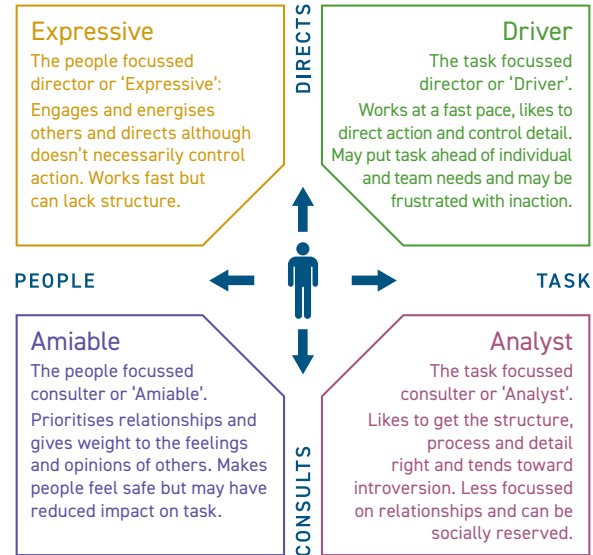 Expressive
The people focussed
director or ‘Expressive’:
Engages and energises
others and directs although
doesn’t necessarily control
action. Works fast but
can lack structure.
DIRECTS
Driver
The task focussed
director or ‘Driver’.
Works at a fast pace, likes to
direct action and control detail.
May put task ahead of individual
and team needs and may be
frustrated with inaction.
PEOPLE
TASK
Amiable
The people focussed
consulter or ‘Amiable’.
Prioritises relationships and
gives weight to the feelings
and opinions of others. Makes
people feel safe but may have
reduced impact on task.
CONSULTS
Analyst
The task focussed
consulter or ‘Analyst’.
Likes to get the structure,
process and detail
right and tends toward
introversion. Less focussed
on relationships and can be
socially reserved.